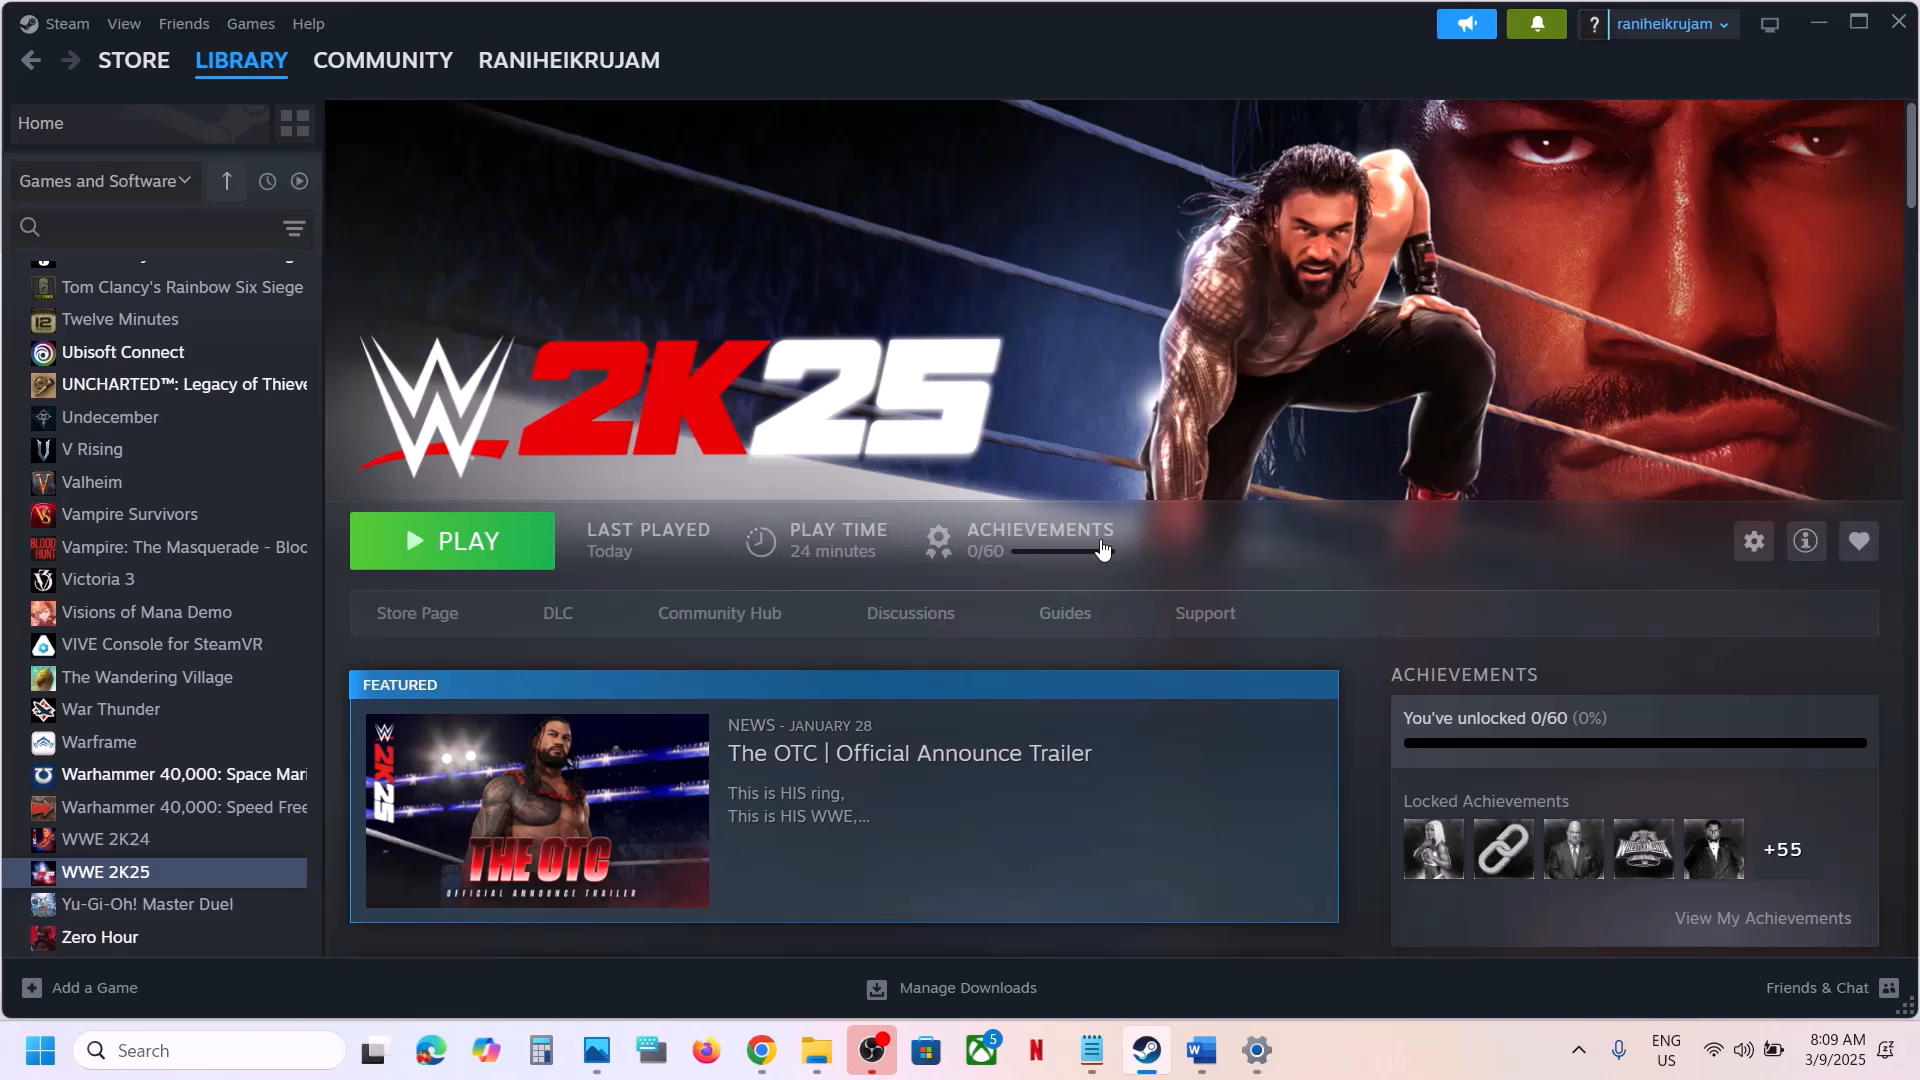 Steam View Friends Games Help
raniheikrujam
STORE LIBRARY COMMUNITY RANIHEIKRUJAM
Home
Games and Software
Tom Clancy's Rainbow Six Siege
Twelve Minutes
Ubisoft Connect
UNCHARTED™: Legacy of Thieve
Undecember
V Rising
Valheim
Vampire Survivors
Vampire: The Masquerade - Bloo
Victoria 3
Visions of Mana Demo
VIVE Console for SteamVR
The Wandering Village
War Thunder
Warframe
Warhammer 40,000: Space Mari
Warhammer 40,000: Speed Free
WWE 2K24
WWE 2K25
Yu-Gi-Oh! Master Duel
Zero Hour
W 2K25
PLAY
LAST PLAYED
Today
PLAY TIME
24 minutes
ACHIEVEMENTS
0/60
Store Page DLC Community Hub Discussions Guides Support
FEATURED
2K25
THE OTC
OFFICIAL ANNOUNCE TRAILER
NEWS - JANUARY 28
The OTC | Official Announce Trailer
This is HIS ring,
This is HIS WWE,...
ACHIEVEMENTS
You've unlocked 0/60 (0%)
Locked Achievements
+55
View My Achievements
Add a Game
Manage Downloads
Friends & Chat
Search
5
ENG
US
8:09 AM
3/9/2025